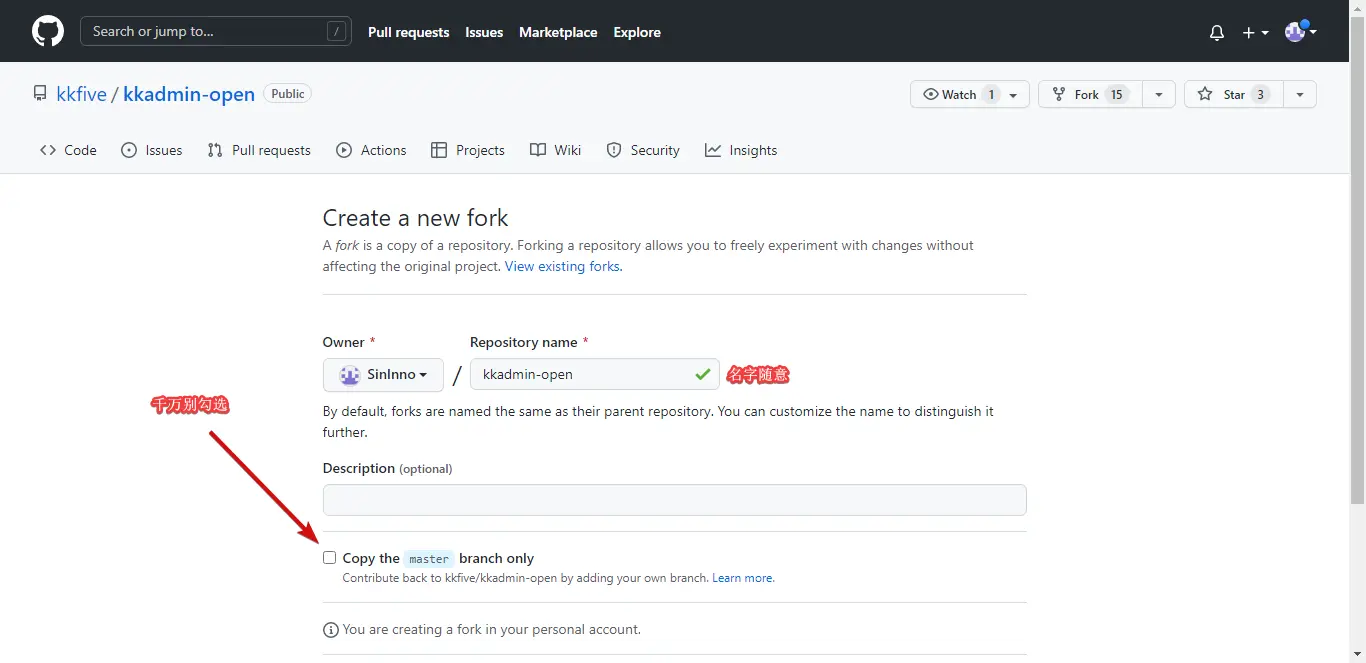 Search or jump to... /
Pull requests Issues Marketplace Explore
kkfive / kkadmin-open Public
Watch 1 Fork 15 Star 3
Code Issues Pull requests Actions Projects Wiki Security Insights
Create a new fork
A fork is a copy of a repository. Forking a repository allows you to freely experiment with changes without
affecting the original project. View existing forks.
Owner * Repository name *
SinInno / kkadmin-open 名字随意
千万别勾选
By default, forks are named the same as their parent repository. You can customize the name to distinguish it
further.
Description (optional)
Copy the master branch only
Contribute back to kkfive/kkadmin-open by adding your own branch. Learn more.
You are creating a fork in your personal account.